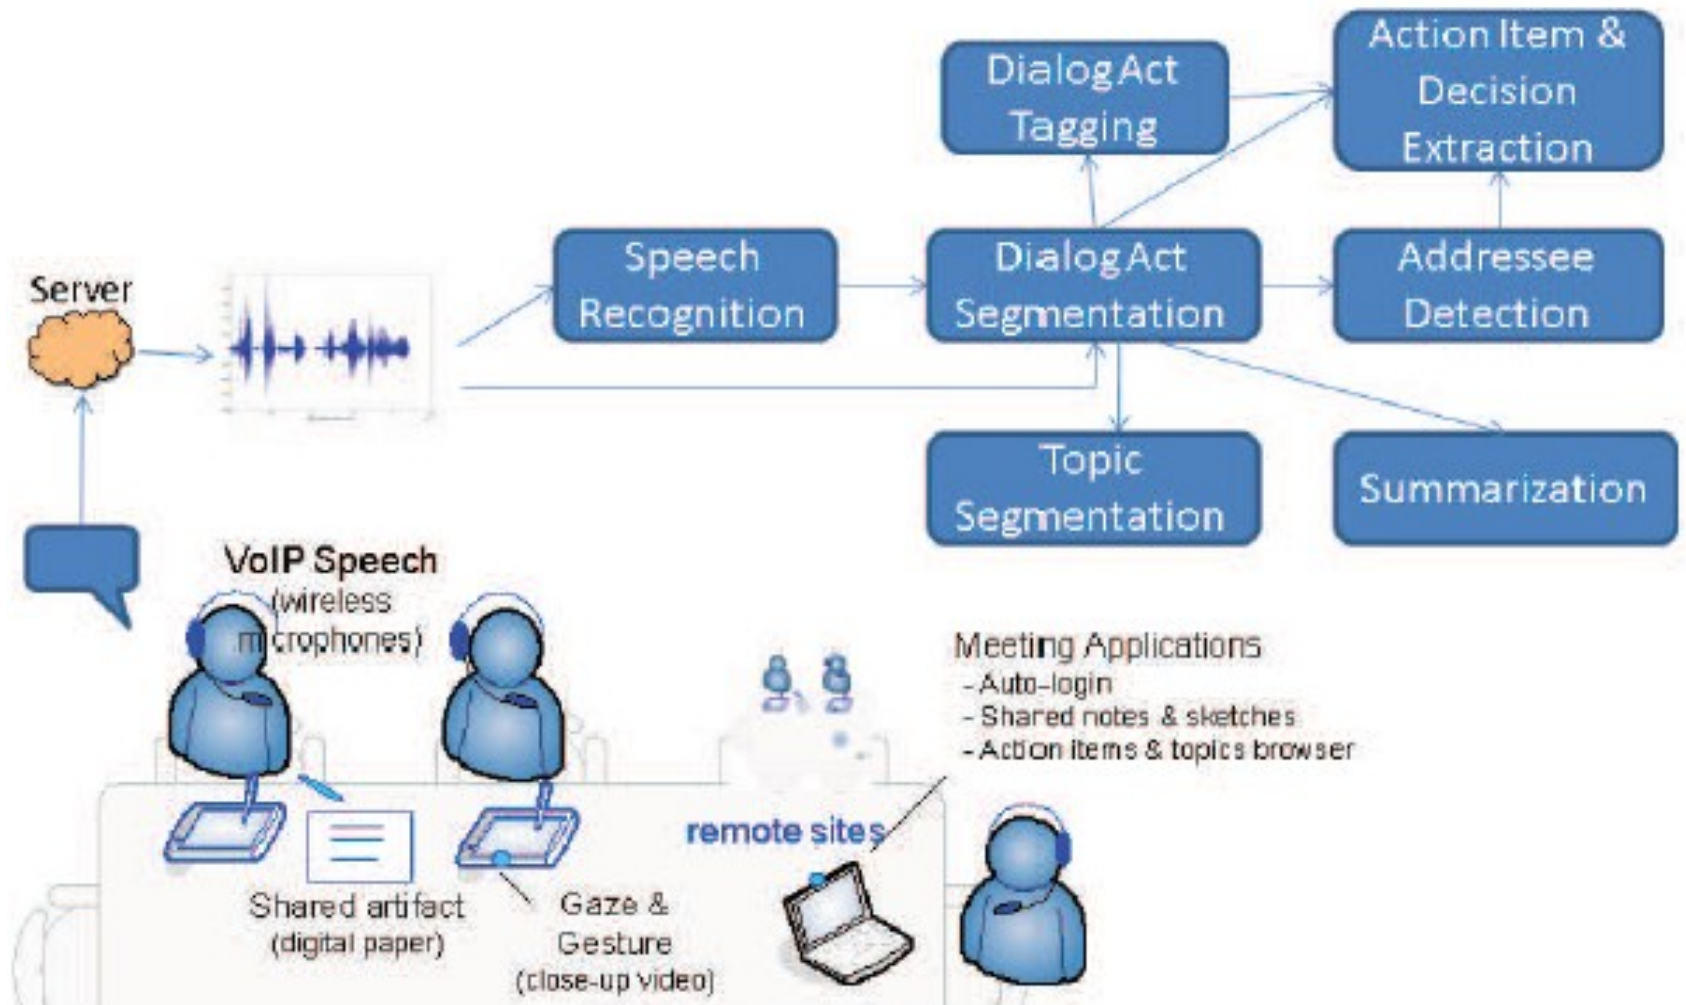 Action Item &
Decision
Extraction
Dialog Act
Tagging
Server
Speech
Recognition
Dialog Act
Segmentation
Addressee
Detection
Topic
Segmentation
Summarization
VoIP Speech
(wireless
microphones)
Meeting Applications
- Auto-login
- Shared notes & sketches
- Action items & topics browser
remote sites
Shared artifact
(digital paper)
Gaze &
Gesture
(close-up video)